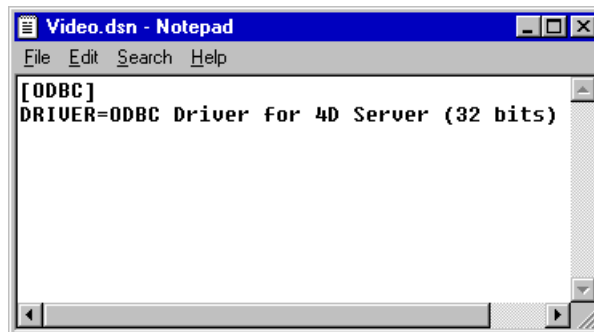 Video.dsn - Notepad
File Edit Search Help
[ODBC]
DRIVER=ODBC Driver for 4D Server (32 bits)